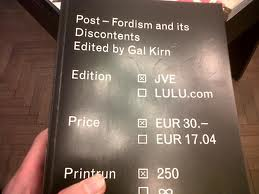 Post – Fordism and its
Discontents
Edited by Gal Kirn
Edition ☒ JVE
☐ LULU.com
Price ☒ EUR 30.–
☐ EUR 17.04
Printrun ☒ 250